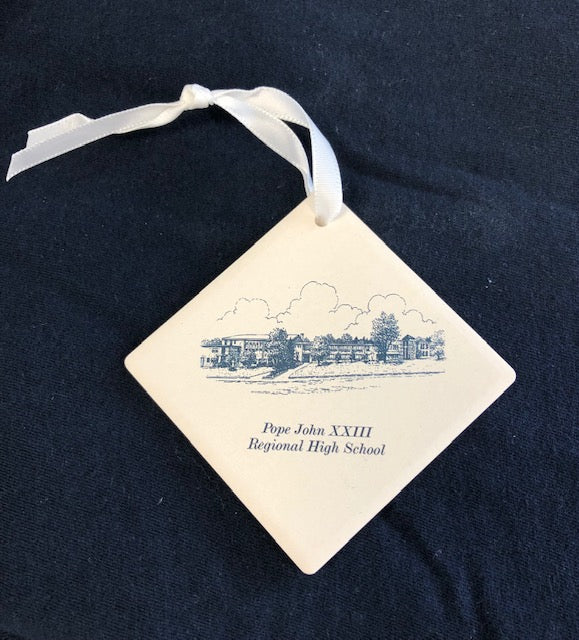 Pope John XXIII
Regional High School